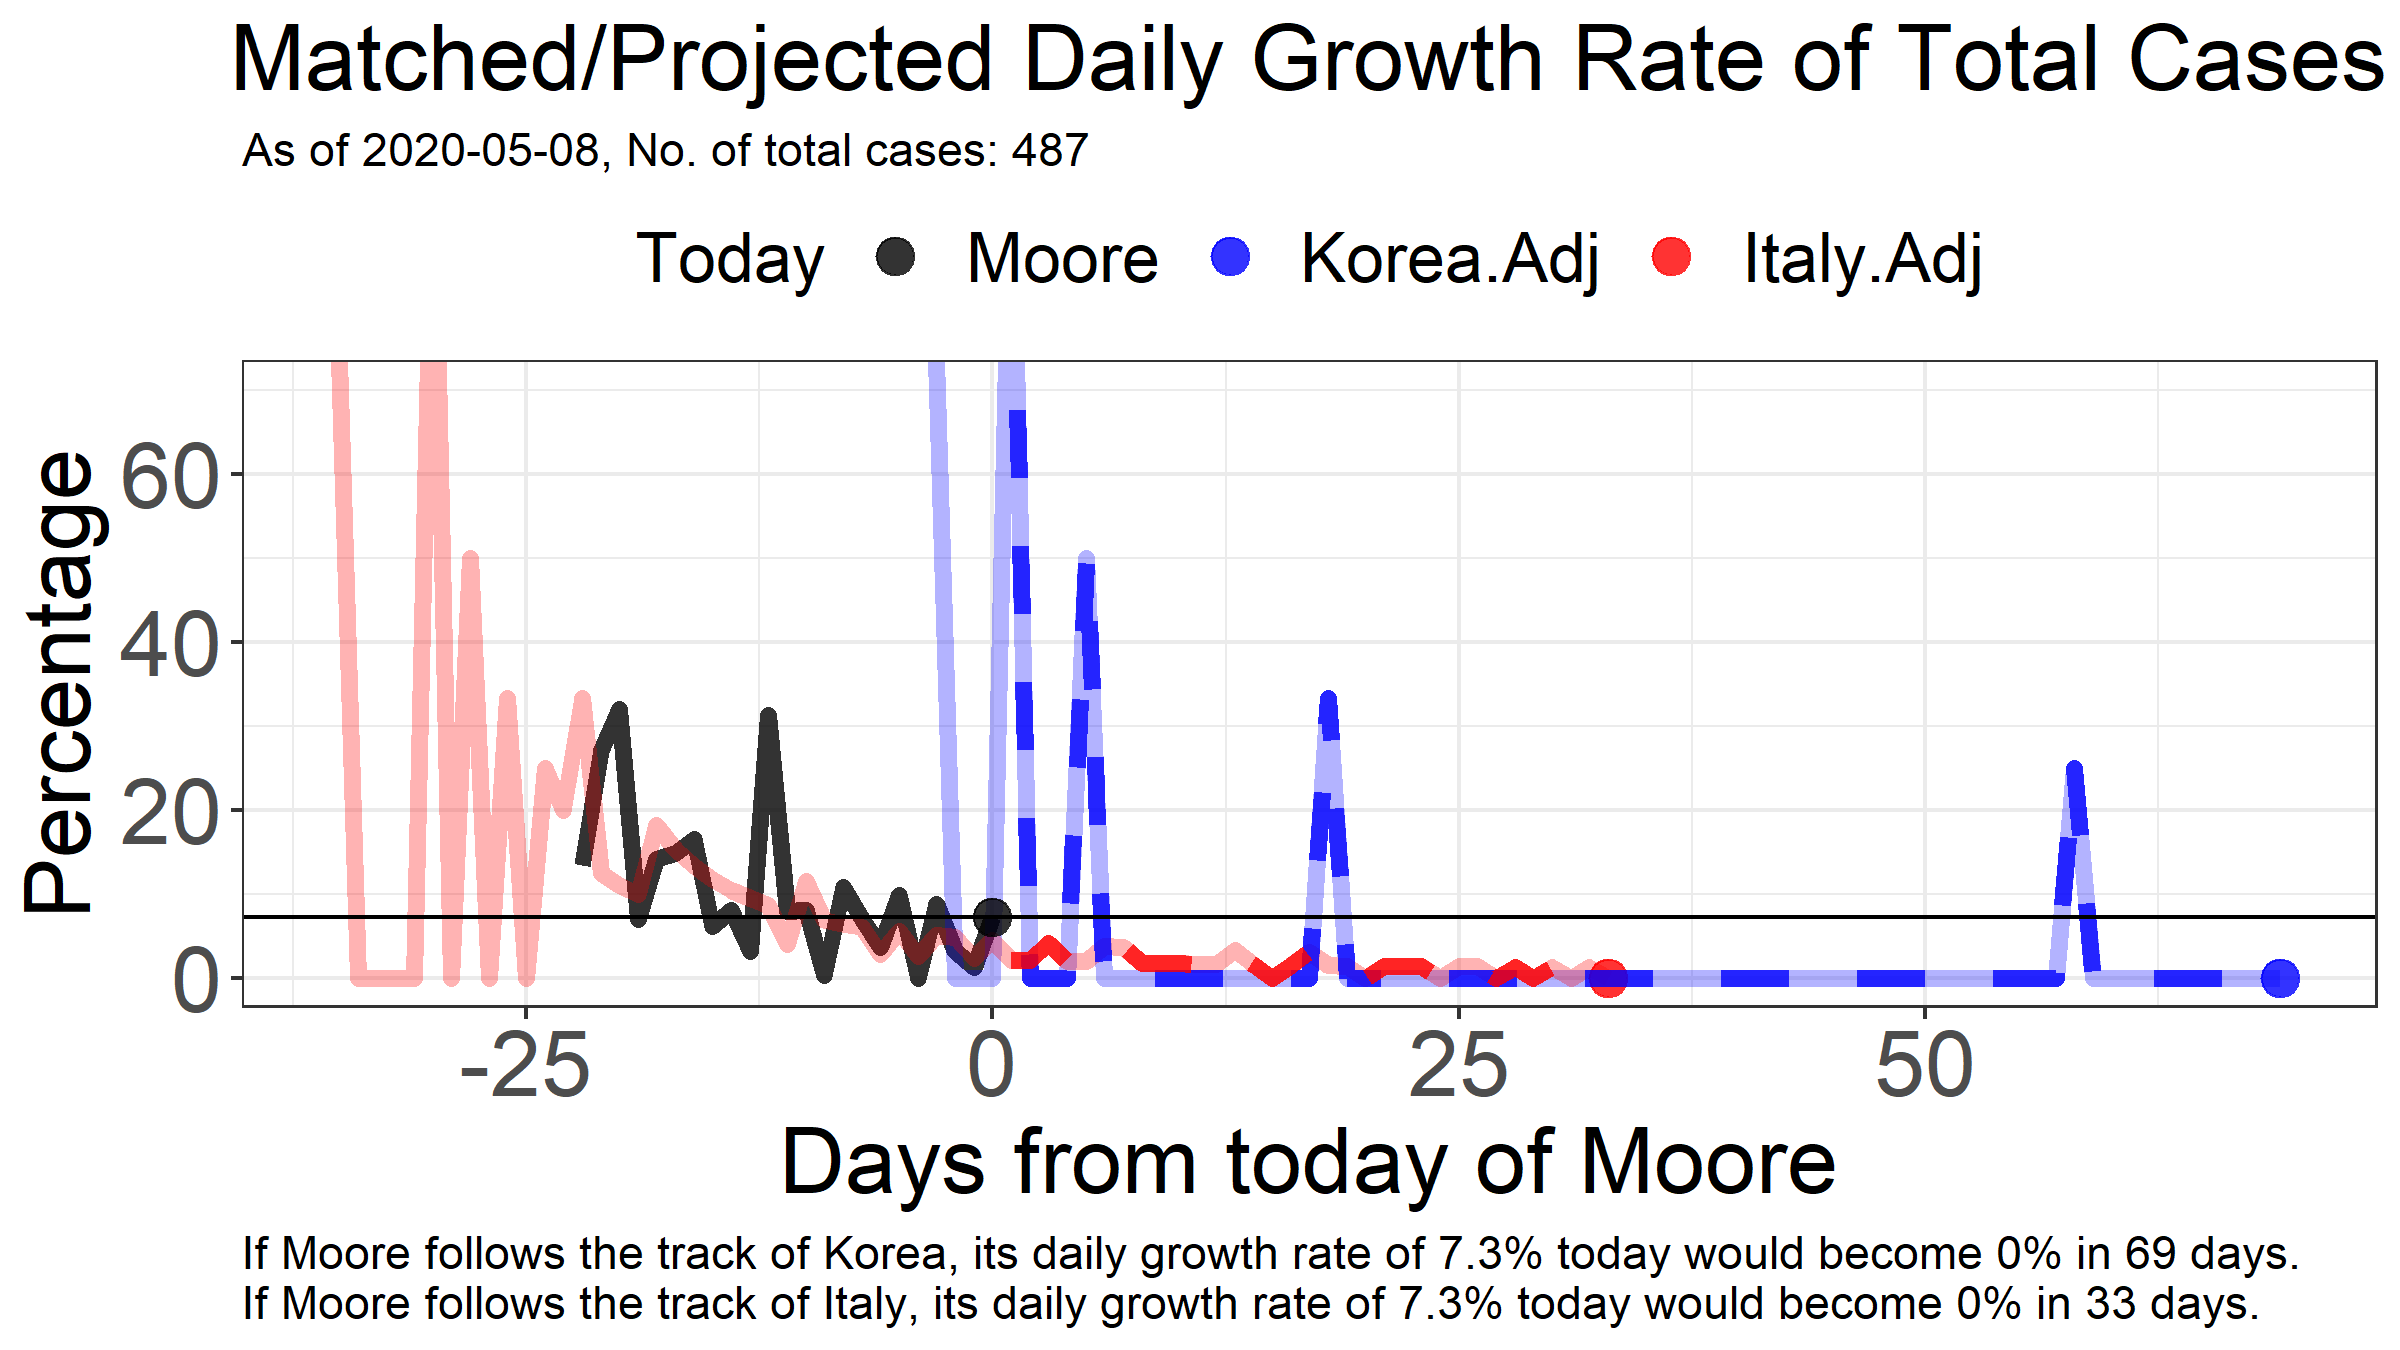 Matched/Projected Daily Growth Rate of Total Cases
As of 2020-05-08, No. of total cases: 487
Today Moore Korea.Adj Italy.Adj
Percentage
60
40
20
0
-25 0 25 50
Days from today of Moore
If Moore follows the track of Korea, its daily growth rate of 7.3% today would become 0% in 69 days.
If Moore follows the track of Italy, its daily growth rate of 7.3% today would become 0% in 33 days.